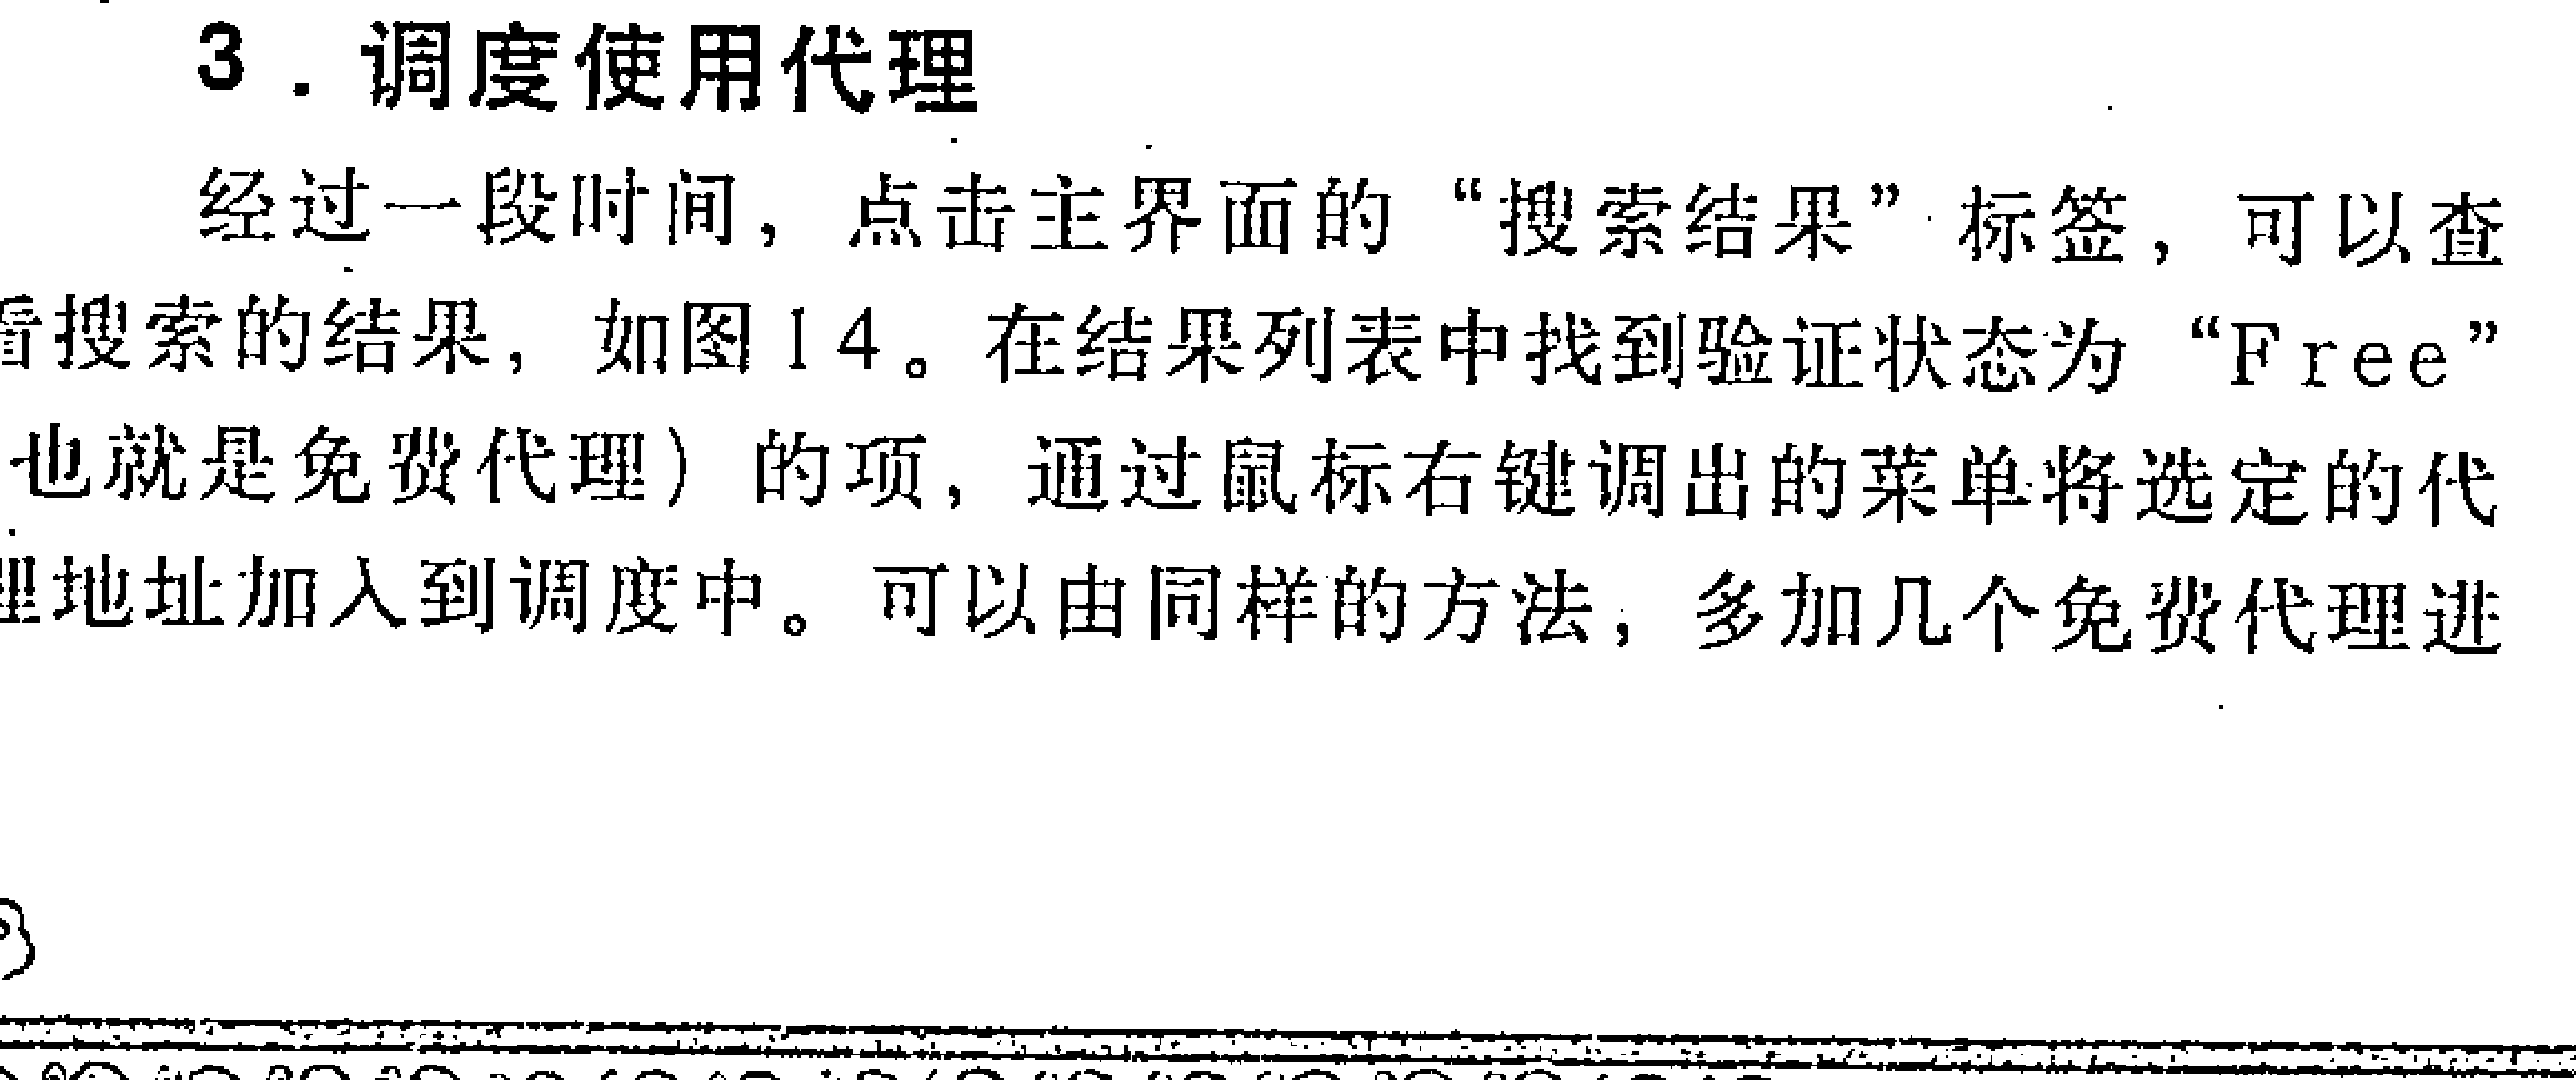 3．调度使用代理
经过一段时间，点击主界面的“搜索结果”标签，可以查
看搜索的结果，如图14。在结果列表中找到验证状态为“Free”
也就是免费代理）的项，通过鼠标右键调出的菜单将选定的代
理地址加入到调度中。可以由同样的方法，多加几个免费代理进